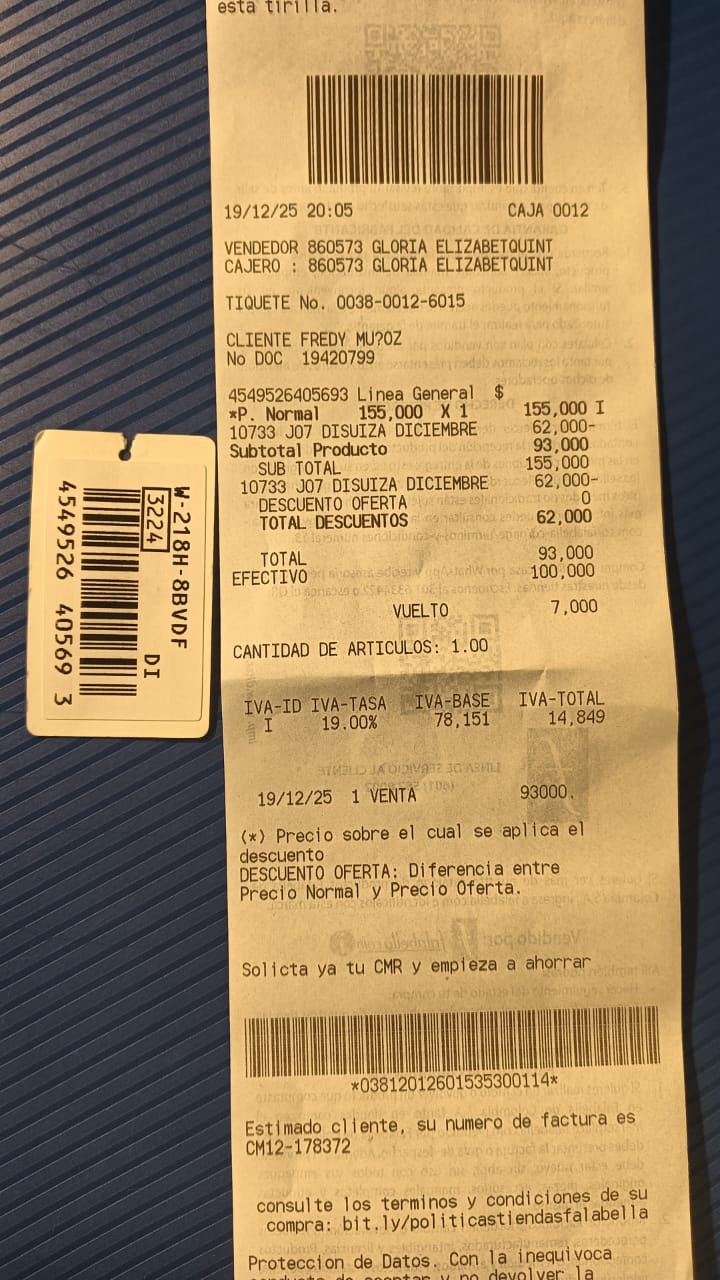 esta tirilla.
19/12/25 20:05 CAJA 0012
VENDEDOR 860573 GLORIA ELIZABETQUINT
CAJERO : 860573 GLORIA ELIZABETQUINT
TIQUETE No. 0038-0012-6015
CLIENTE FREDY MU?OZ
No DOC 19420799
4549526405693 Linea General $
*P. Normal 155,000 X 1 155,000 I
10733 J07 DISUIZA DICIEMBRE 62,000-
Subtotal Producto 93,000
SUB TOTAL 155,000
10733 J07 DISUIZA DICIEMBRE 62,000-
DESCUENTO OFERTA 0
TOTAL DESCUENTOS 62,000
TOTAL 93,000
EFECTIVO 100,000
VUELTO 7,000
CANTIDAD DE ARTICULOS: 1.00
IVA-ID IVA-TASA IVA-BASE IVA-TOTAL
I 19.00% 78,151 14,849
19/12/25 1 VENTA 93000.
(*) Precio sobre el cual se aplica el
descuento
DESCUENTO OFERTA: Diferencia entre
Precio Normal y Precio Oferta.
Solicta ya tu CMR y empieza a ahorrar
*03812012601535300114*
Estimado cliente, su numero de factura es
CM12-178372
consulte los terminos y condiciones de su
compra: bit.ly/politicastiendasfalabella
Proteccion de Datos. Con la inequivoca
conducta de aceptar y no devolver la
W-218H-8BVDF
3224 DI
4549526 40569 3